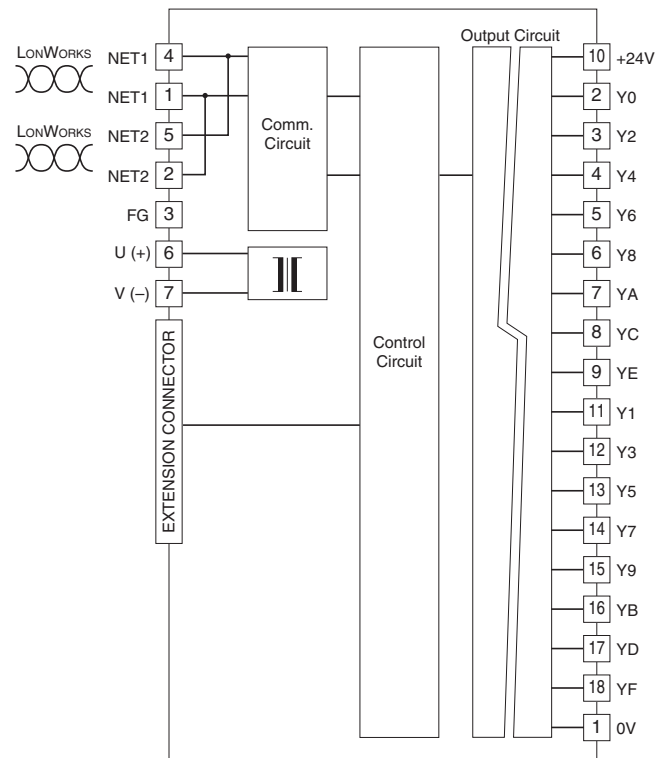 Output Circuit
LONWORKS
NET1 4
NET1 1
LONWORKS
NET2 5
NET2 2
FG 3
U (+) 6
V (–) 7
EXTENSION CONNECTOR
Comm.
Circuit
Control
Circuit
10 +24V
2 Y0
3 Y2
4 Y4
5 Y6
6 Y8
7 YA
8 YC
9 YE
11 Y1
12 Y3
13 Y5
14 Y7
15 Y9
16 YB
17 YD
18 YF
1 0V